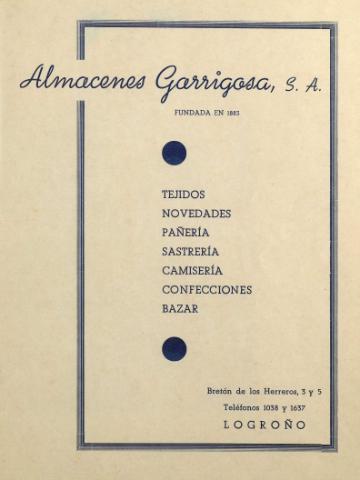 Almacenes Garrigosa, S. A.
FUNDADA EN 1883
TEJIDOS
NOVEDADES
PAÑERÍA
SASTRERÍA
CAMISERÍA
CONFECCIONES
BAZAR
Bretón de los Herreros, 3 y 5
Teléfonos 1038 y 1637
LOGROÑO